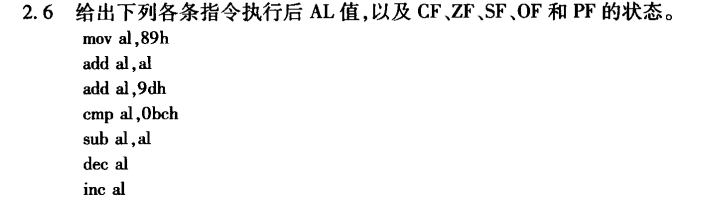 2.6 给出下列各条指令执行后 AL 值,以及 CF、ZF、SF、OF 和 PF 的状态。
mov al,89h
add al,al
add al,9dh
cmp al,0bch
sub al,al
dec al
inc al